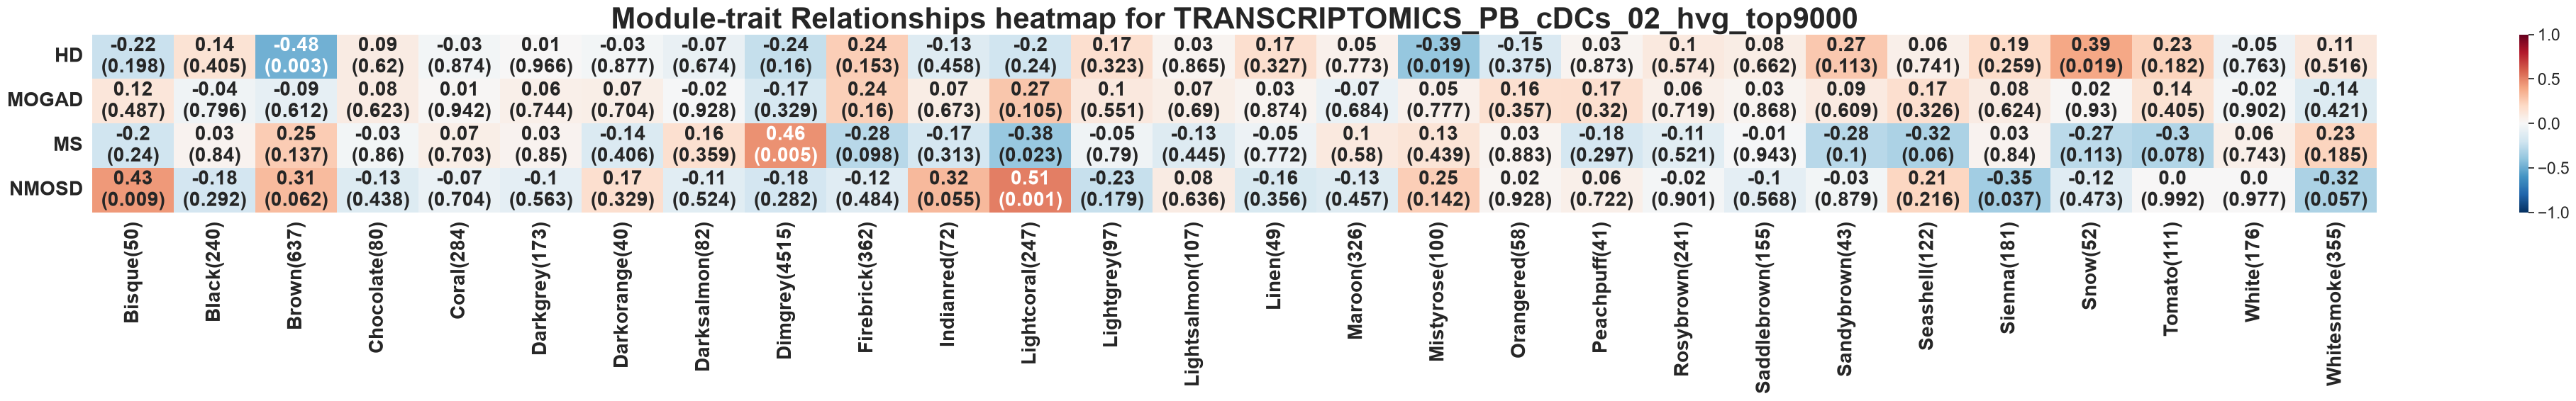 Module-trait Relationships heatmap for TRANSCRIPTOMICS_PB_cDCs_02_hvg_top9000
HD -0.22 0.14 -0.48 0.09 -0.03 0.01 -0.03 -0.07 -0.24 0.24 -0.13 -0.2 0.17 0.03 0.17 0.05 -0.39 -0.15 0.03 0.1 0.08 0.27 0.06 0.19 0.39 0.23 -0.05 0.11
(0.198) (0.405) (0.003) (0.62) (0.874) (0.966) (0.877) (0.674) (0.16) (0.153) (0.458) (0.24) (0.323) (0.865) (0.327) (0.773) (0.019) (0.375) (0.873) (0.574) (0.662) (0.113) (0.741) (0.259) (0.019) (0.182) (0.763) (0.516)
MOGAD 0.12 -0.04 -0.09 0.08 0.01 0.06 0.07 -0.02 -0.17 0.24 0.07 0.27 0.1 0.07 0.03 -0.07 0.05 0.16 0.17 0.06 0.03 0.09 0.17 0.08 0.02 0.14 -0.02 -0.14
(0.487) (0.796) (0.612) (0.623) (0.942) (0.744) (0.704) (0.928) (0.329) (0.16) (0.673) (0.105) (0.551) (0.69) (0.874) (0.684) (0.777) (0.357) (0.32) (0.719) (0.868) (0.609) (0.326) (0.624) (0.93) (0.405) (0.902) (0.421)
MS -0.2 0.03 0.25 -0.03 0.07 0.03 -0.14 0.16 0.46 -0.28 -0.17 -0.38 -0.05 -0.13 -0.05 0.1 0.13 0.03 -0.18 -0.11 -0.01 -0.28 -0.32 0.03 -0.27 -0.3 0.06 0.23
(0.24) (0.84) (0.137) (0.86) (0.703) (0.85) (0.406) (0.359) (0.005) (0.098) (0.313) (0.023) (0.79) (0.445) (0.772) (0.58) (0.439) (0.883) (0.297) (0.521) (0.943) (0.1) (0.06) (0.84) (0.113) (0.078) (0.743) (0.185)
NMOSD 0.43 -0.18 0.31 -0.13 -0.07 -0.1 0.17 -0.11 -0.18 -0.12 0.32 0.51 -0.23 0.08 -0.16 -0.13 0.25 0.02 0.06 -0.02 -0.1 -0.03 0.21 -0.35 -0.12 0.0 0.0 -0.32
(0.009) (0.292) (0.062) (0.438) (0.704) (0.563) (0.329) (0.524) (0.282) (0.484) (0.055) (0.001) (0.179) (0.636) (0.356) (0.457) (0.142) (0.928) (0.722) (0.901) (0.568) (0.879) (0.216) (0.037) (0.473) (0.992) (0.977) (0.057)
Bisque(50)
Black(240)
Brown(637)
Chocolate(80)
Coral(284)
Darkgrey(173)
Darkorange(40)
Darksalmon(82)
Dimgrey(4515)
Firebrick(362)
Indianred(72)
Lightcoral(247)
Lightgrey(97)
Lightsalmon(107)
Linen(49)
Maroon(326)
Mistyrose(100)
Orangered(58)
Peachpuff(41)
Rosybrown(241)
Saddlebrown(155)
Sandybrown(43)
Seashell(122)
Sienna(181)
Snow(52)
Tomato(111)
White(176)
Whitesmoke(355)
1.0
0.5
0.0
−0.5
−1.0